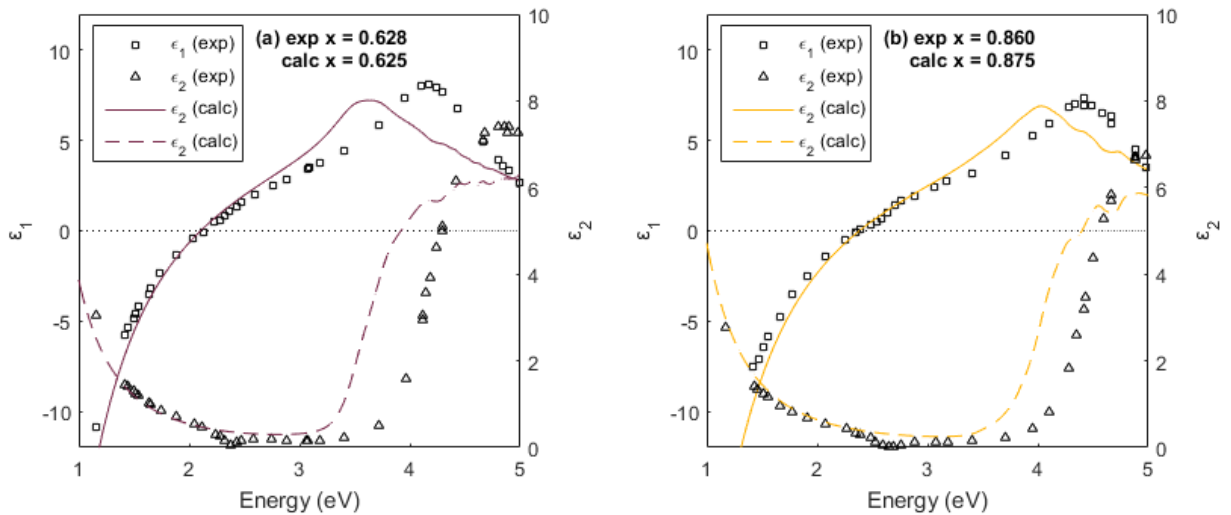 (a) exp x = 0.628
calc x = 0.625
ϵ1 (exp)
ϵ2 (exp)
ϵ2 (calc)
ϵ2 (calc)
10
5
0
-5
-10
ε1
10
8
6
4
2
0
ε2
1 2 3 4 5
Energy (eV)
(b) exp x = 0.860
calc x = 0.875
ϵ1 (exp)
ϵ2 (exp)
ϵ2 (calc)
ϵ2 (calc)
10
5
0
-5
-10
ε1
10
8
6
4
2
0
ε2
1 2 3 4 5
Energy (eV)